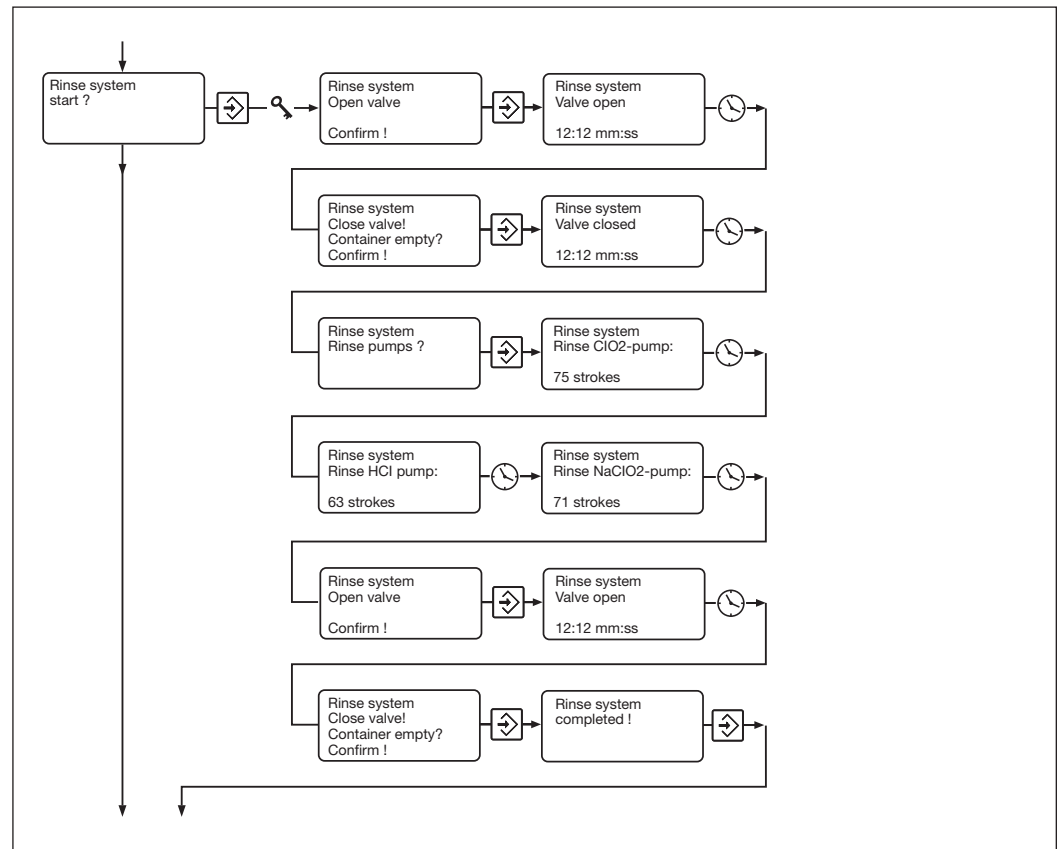 Rinse system
start ?
Rinse system
Open valve
Confirm !
Rinse system
Valve open
12:12 mm:ss
Rinse system
Close valve!
Container empty?
Confirm !
Rinse system
Valve closed
12:12 mm:ss
Rinse system
Rinse pumps ?
Rinse system
Rinse ClO2-pump:
75 strokes
Rinse system
Rinse HCl pump:
63 strokes
Rinse system
Rinse NaClO2-pump:
71 strokes
Rinse system
Open valve
Confirm !
Rinse system
Valve open
12:12 mm:ss
Rinse system
Close valve!
Container empty?
Confirm !
Rinse system
completed !